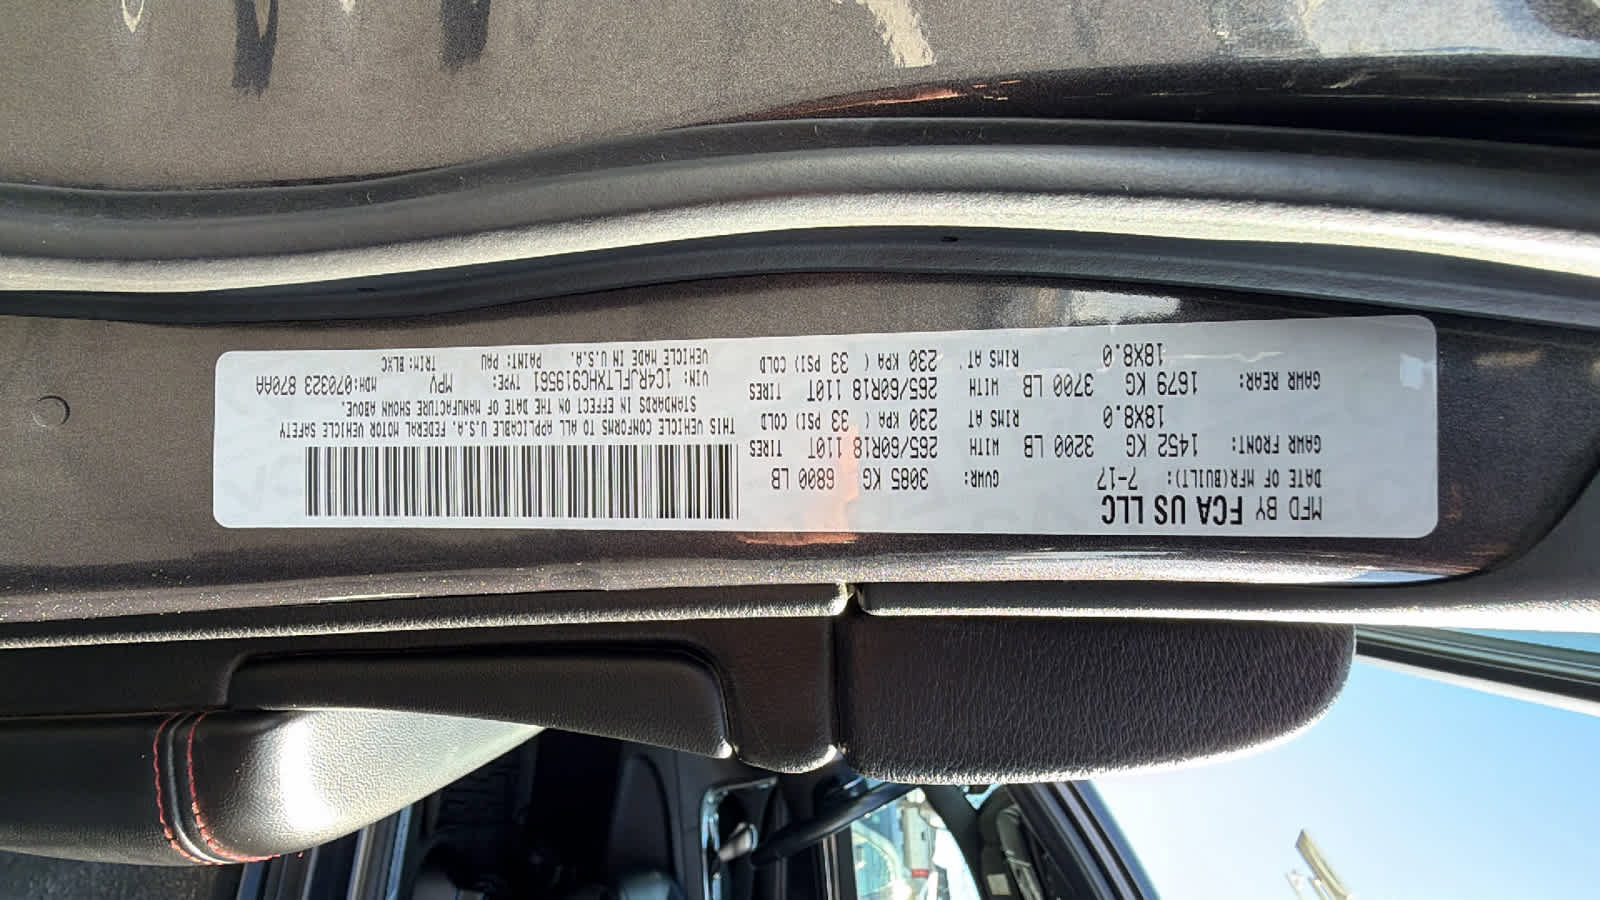 MFD BY FCA US LLC
DATE OF MFR(BUILT): 7-17 GVWR: 3085 KG 6800 LB
GAWR FRONT: 1452 KG 3200 LB WITH 265/60R18 110T TIRES
18X8.0 RIMS AT 230 KPA ( 33 PSI) COLD
GAWR REAR: 1679 KG 3700 LB WITH 265/60R18 110T TIRES
18X8.0 RIMS AT 230 KPA ( 33 PSI) COLD
THIS VEHICLE CONFORMS TO ALL APPLICABLE U.S.A. FEDERAL MOTOR VEHICLE SAFETY
STANDARDS IN EFFECT ON THE DATE OF MANUFACTURE SHOWN ABOVE.
VIN: 1C4RJFLTXHC919561 TYPE: MPV MDH:070323 870AA
VEHICLE MADE IN U.S.A. PAINT: PAU TRIM: BLXC